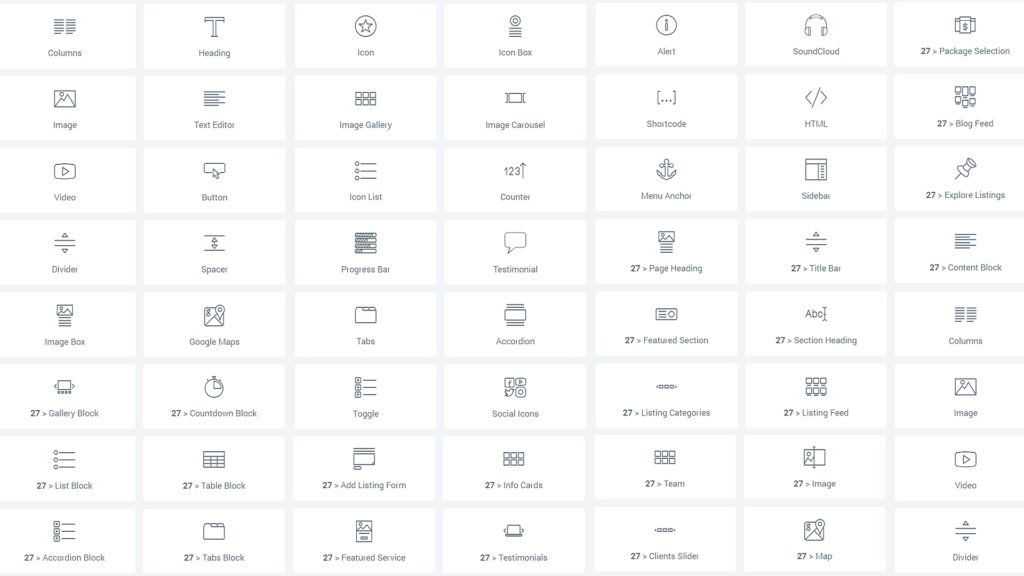 Columns
Heading
Icon
Icon Box
Alert
SoundCloud
27 > Package Selection
Image
Text Editor
Image Gallery
Image Carousel
[...]
Shortcode
</>
HTML
27 > Blog Feed
Video
Button
Icon List
123
Counter
Menu Anchor
Sidebar
27 > Explore Listings
Divider
Spacer
Progress Bar
Testimonial
27 > Page Heading
27 > Title Bar
27 > Content Block
Image Box
Google Maps
Tabs
Accordion
27 > Featured Section
Abc
27 > Section Heading
Columns
27 > Gallery Block
27 > Countdown Block
Toggle
Social Icons
27 > Listing Categories
27 > Listing Feed
Image
27 > List Block
27 > Table Block
27 > Add Listing Form
27 > Info Cards
27 > Team
27 > Image
Video
27 > Accordion Block
27 > Tabs Block
27 > Featured Service
27 > Testimonials
27 > Clients Slider
27 > Map
Divider